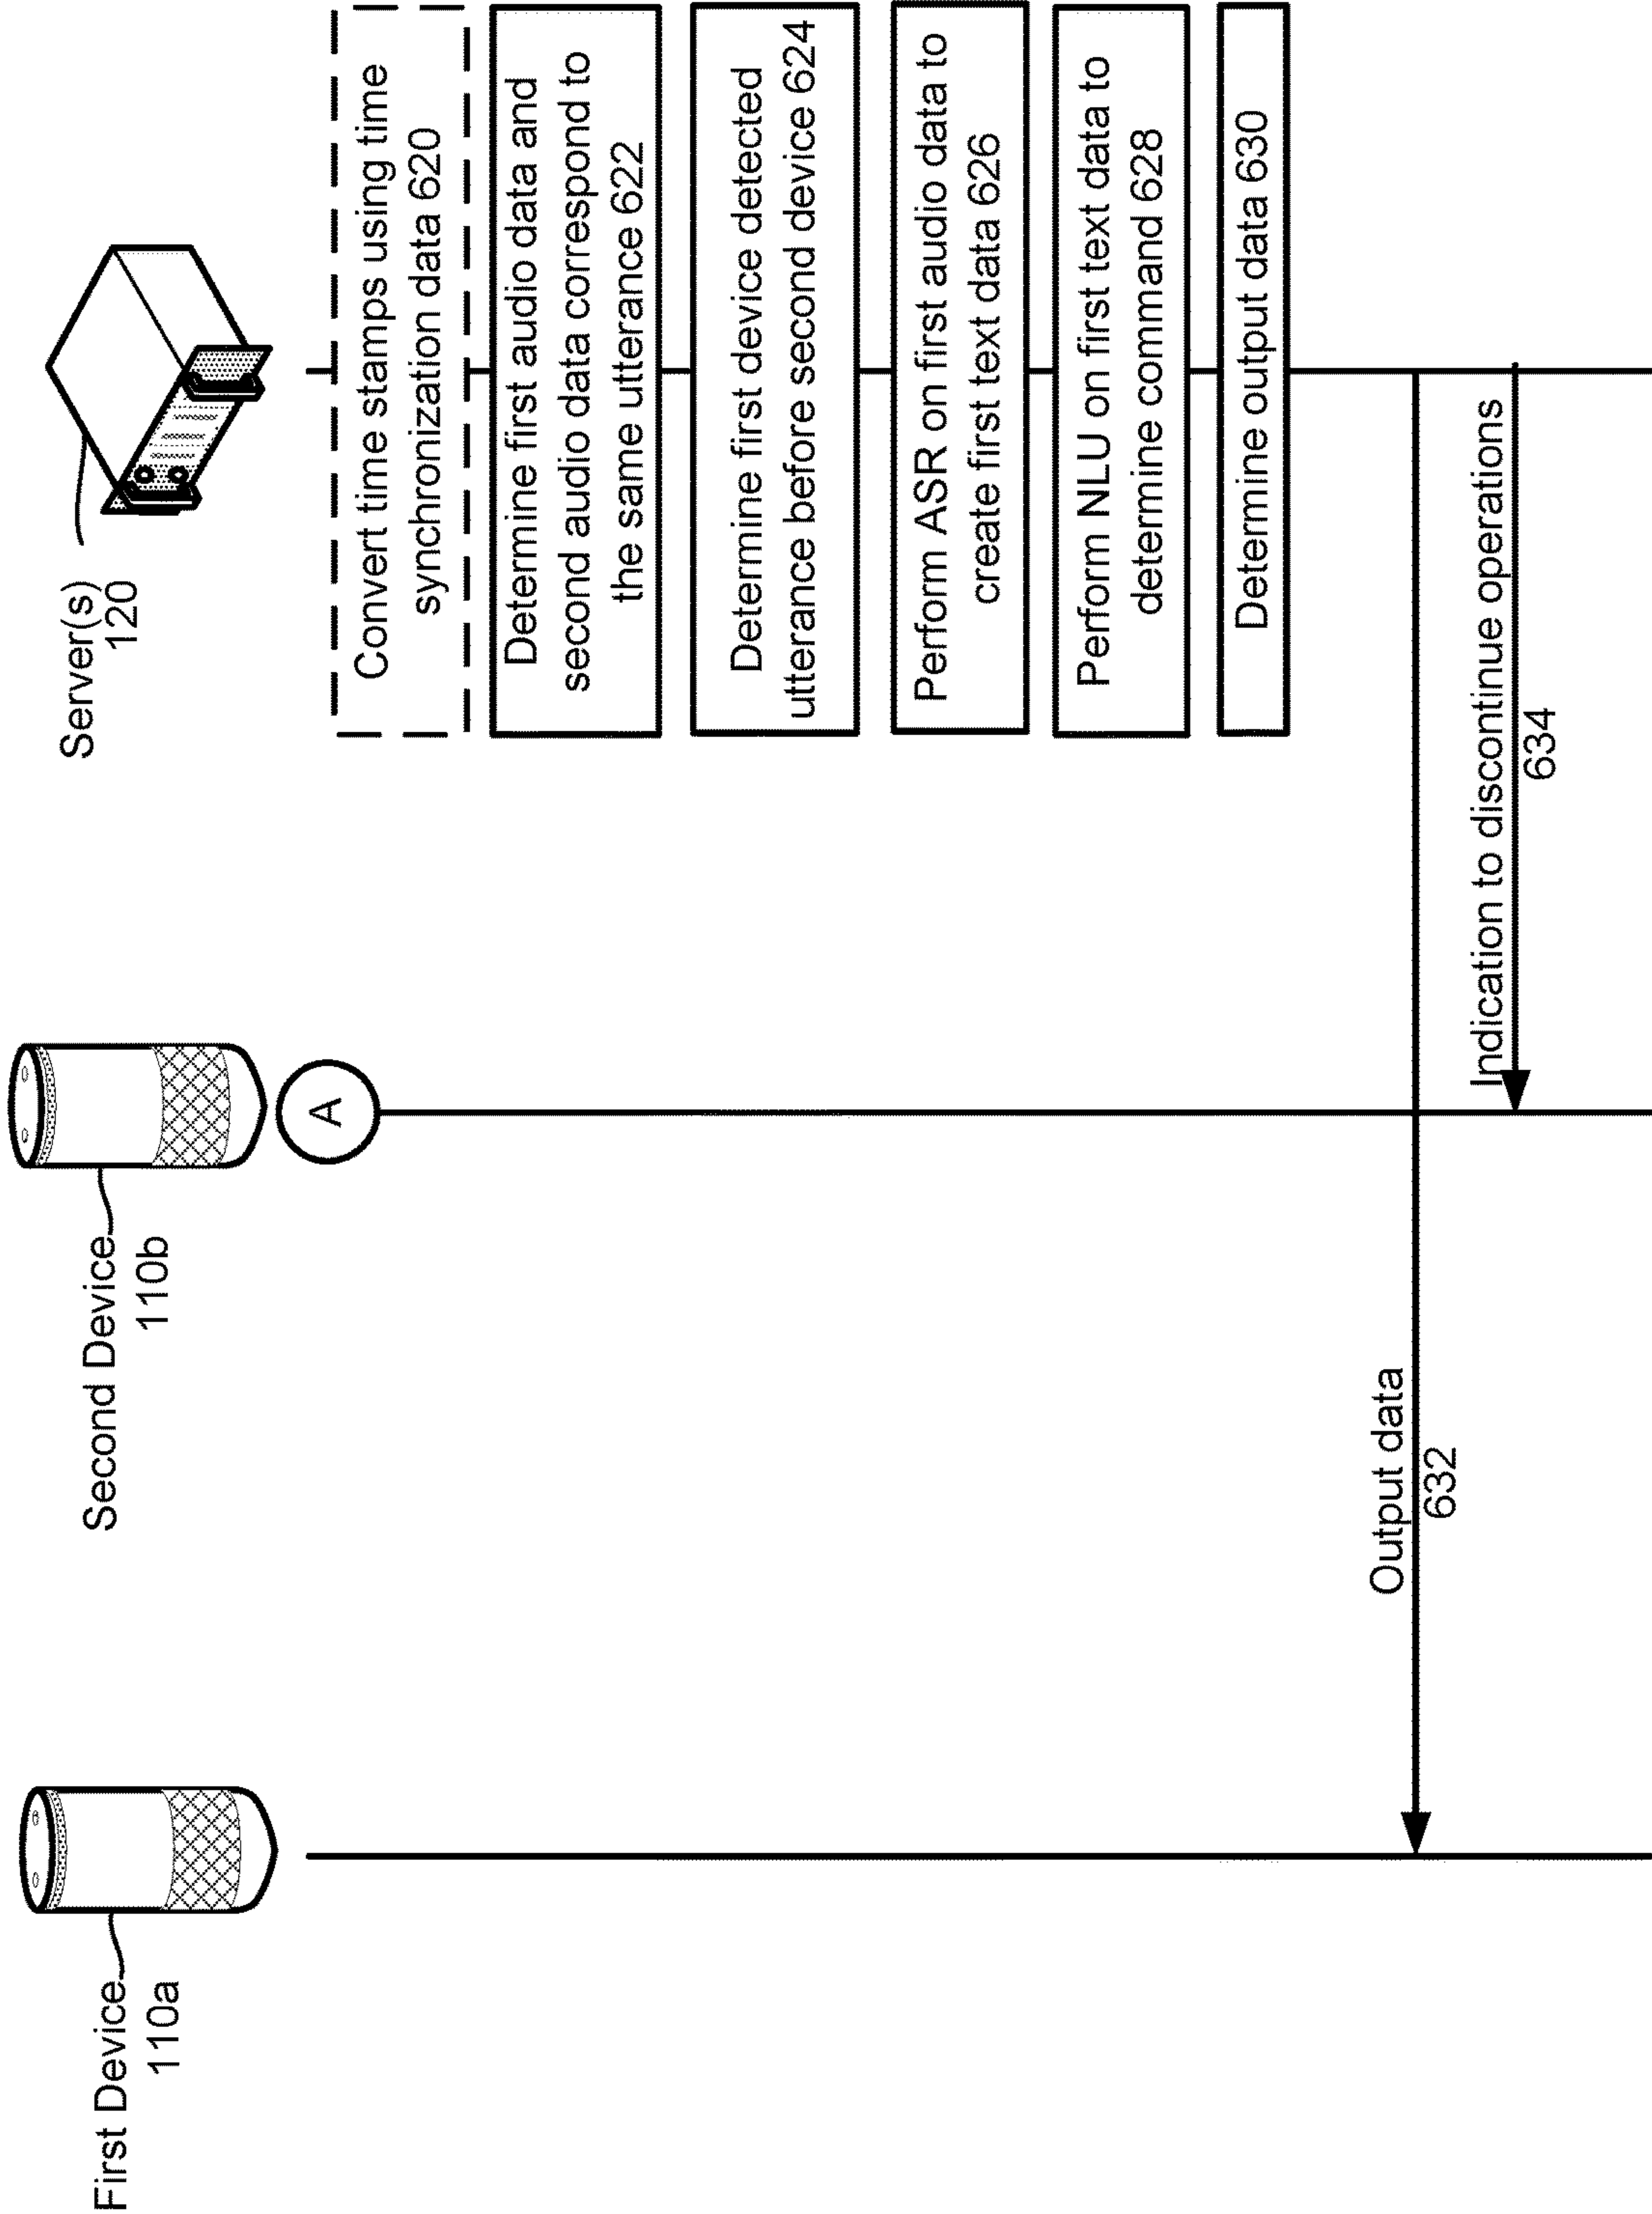 First Device
110a
Second Device
110b
Server(s)
120
A
Convert time stamps using time
synchronization data 620
Determine first audio data and
second audio data correspond to
the same utterance 622
Determine first device detected
utterance before second device 624
Perform ASR on first audio data to
create first text data 626
Perform NLU on first text data to
determine command 628
Determine output data 630
Output data
632
Indication to discontinue operations
634